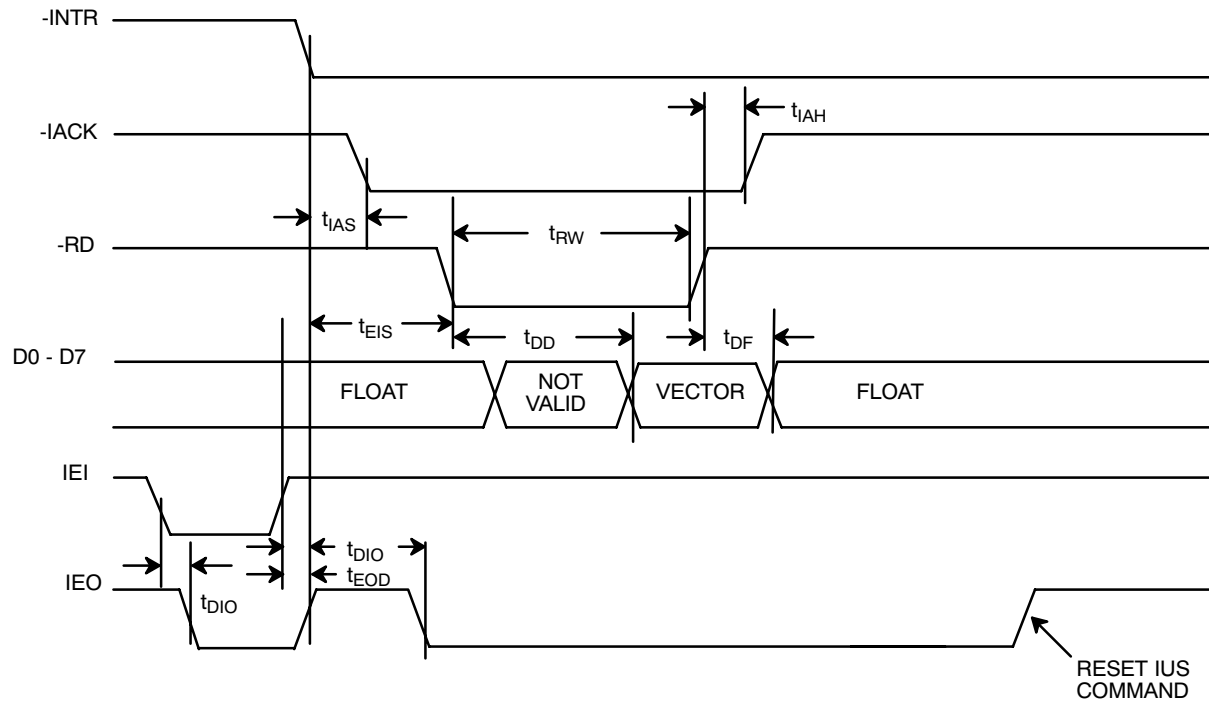 -INTR
tIAH
-IACK
tIAS
tRW
-RD
tEIS
tDD
tDF
D0 - D7
FLOAT
NOT
VALID
VECTOR
FLOAT
IEI
tDIO
tEOD
IEO
tDIO
RESET IUS
COMMAND